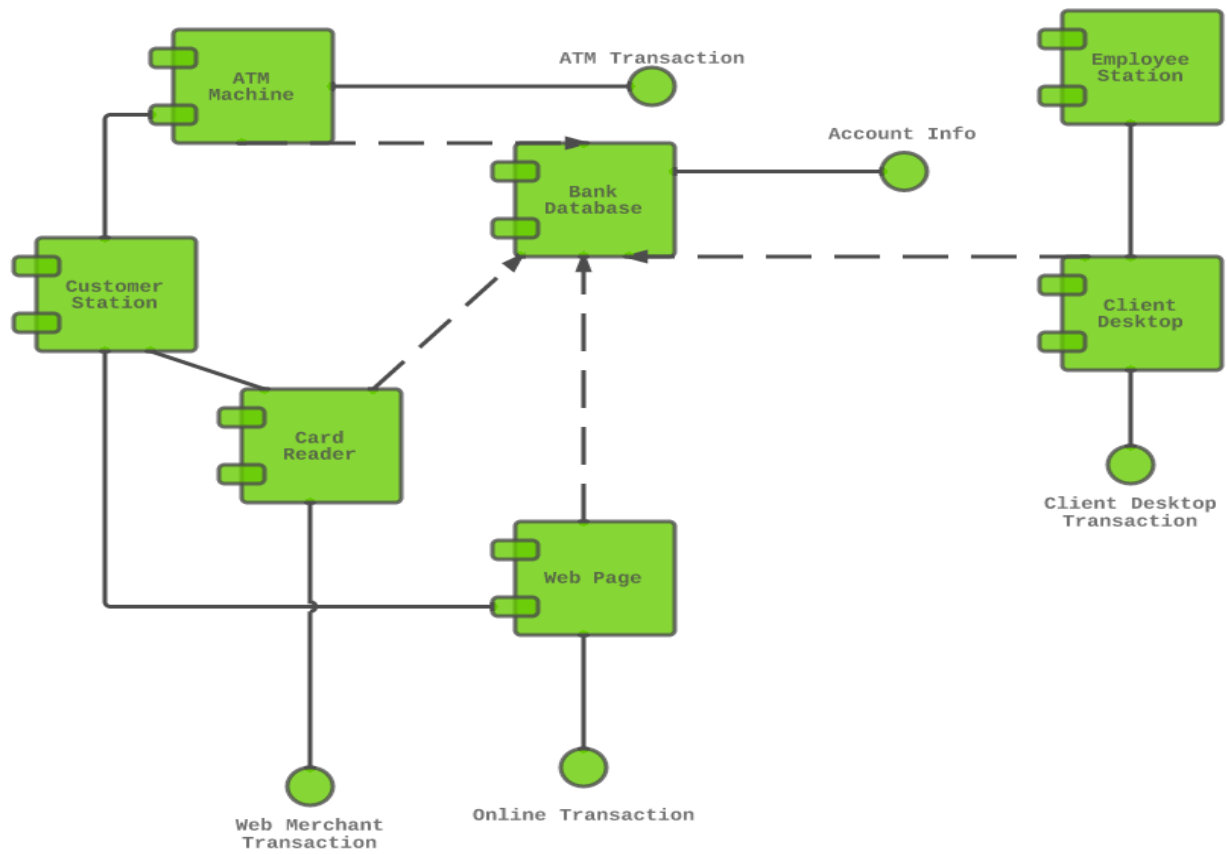 ATM Transaction
Employee
Station
ATM
Machine
Account Info
Bank
Database
Customer
Station
Client
Desktop
Card
Reader
Client Desktop
Transaction
Web Page
Online Transaction
Web Merchant
Transaction